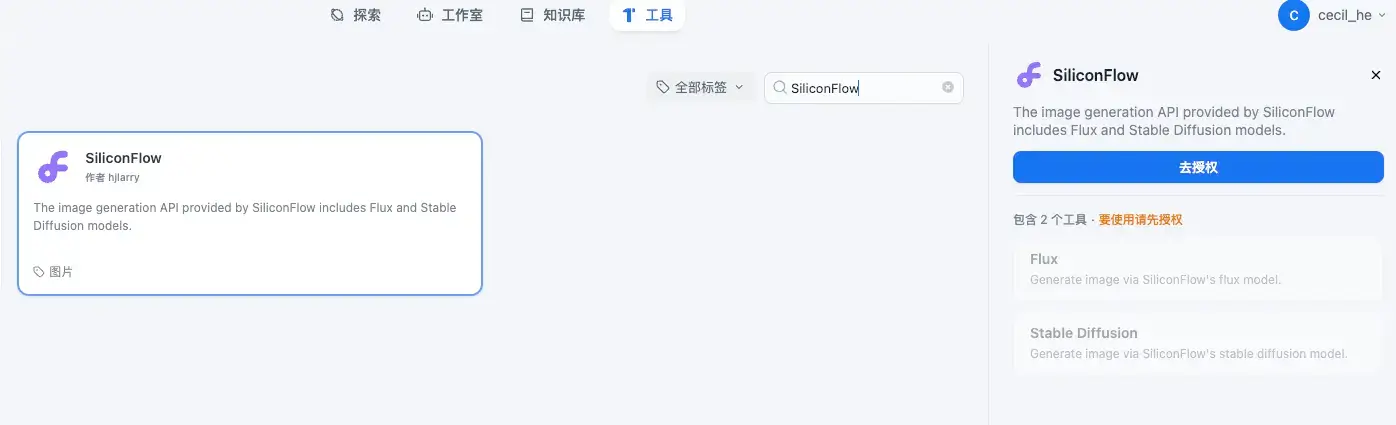 探索
工作室
知识库
工具
C
cecil_he
全部标签
SiliconFlow
SiliconFlow
作者 hjlarry
The image generation API provided by SiliconFlow includes Flux and Stable
Diffusion models.
图片
SiliconFlow
The image generation API provided by SiliconFlow
includes Flux and Stable Diffusion models.
去授权
包含 2 个工具 · 要使用请先授权
Flux
Generate image via SiliconFlow's flux model.
Stable Diffusion
Generate image via SiliconFlow's stable diffusion model.